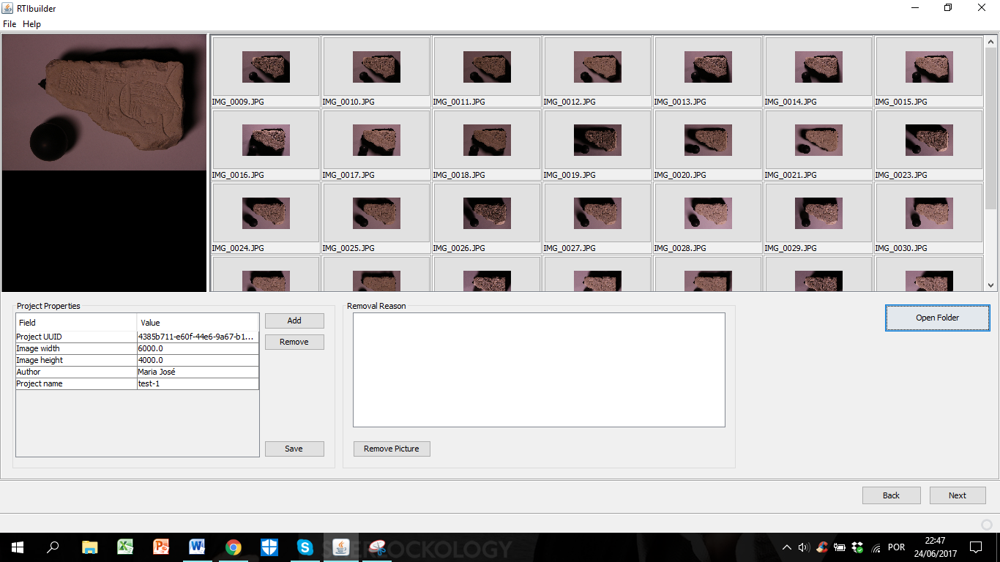 RTIbuilder
File Help
IMG_0009.JPG IMG_0010.JPG IMG_0011.JPG IMG_0012.JPG IMG_0013.JPG IMG_0014.JPG IMG_0015.JPG
IMG_0016.JPG IMG_0017.JPG IMG_0018.JPG IMG_0019.JPG IMG_0020.JPG IMG_0021.JPG IMG_0023.JPG
IMG_0024.JPG IMG_0025.JPG IMG_0026.JPG IMG_0027.JPG IMG_0028.JPG IMG_0029.JPG IMG_0030.JPG
Project Properties
Field Value
Project UUID 4385b711-e60f-44e6-9a67-b1...
Image width 6000.0
Image height 4000.0
Author Maria José
Project name test-1
Add
Remove
Save
Removal Reason
Remove Picture
Open Folder
Back Next
SHERLOCKOLOGY
POR
22:47
24/06/2017